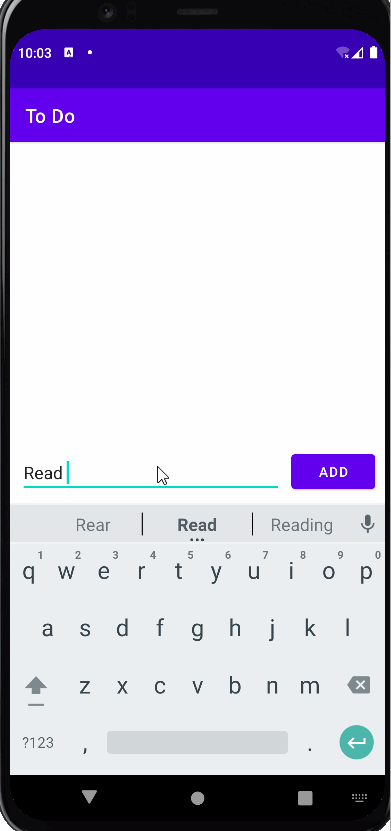 10:03 A
To Do
Read
ADD
Rear Read Reading
1 2 3 4 5 6 7 8 9 0
q w e r t y u i o p
a s d f g h j k l
z x c v b n m
?123 , .